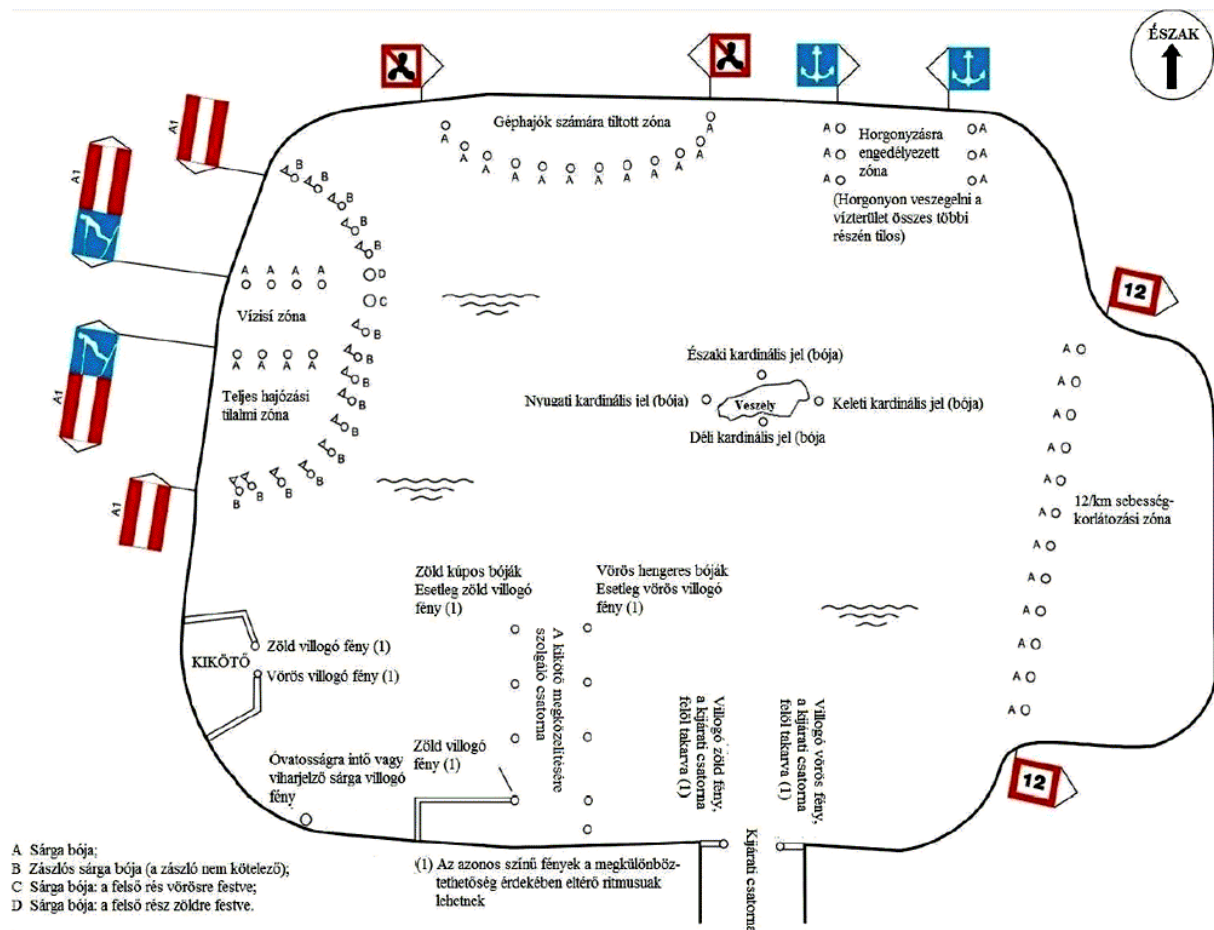 ÉSZAK
A1
A1
A1
A1
Géphajók számára tiltott zóna
A A A A A A A A A A A
A A
A A
A A
Horgonyzásra
engedélyezett
zóna
(Horgonyon veszegelni a
vízterület összes többi
részén tilos)
12
B B B B B
D
C
A A A A
Vízisí zóna
A A A A
Teljes hajózási
tilalmi zóna
B B B B B B B B B B
Északi kardinális jel (bója)
Nyugati kardinális jel (bója)
Veszély
Keleti kardinális jel (bója)
Déli kardinális jel (bója
A A A A A A A A A A A A
12/km sebesség-
korlátozási zóna
12
Zöld kúpos bóják
Esetleg zöld villogó
fény (1)
Vörös hengeres bóják
Esetleg vörös villogó
fény (1)
A kikötő megközelítésére
szolgáló csatorna
Zöld villogó fény (1)
KIKÖTŐ
Vörös villogó fény (1)
Óvatosságra intő vagy
viharjelző sárga villogó
fény
Zöld villogó
fény (1)
Villogó zöld fény,
a kijárati csatorna
felöl takarva (1)
Villogó vörös fény,
a kijárati csatorna
felöl takarva (1)
Kijárati csatorna
A Sárga bója;
B Zászlós sárga bója (a zászló nem kötelező);
C Sárga bója: a felső rés vörösre festve;
D Sárga bója: a felső rész zöldre festve.
(1) Az azonos színű fények a megkülönböz-
tethetőség érdekében eltérő ritmusuak
lehetnek